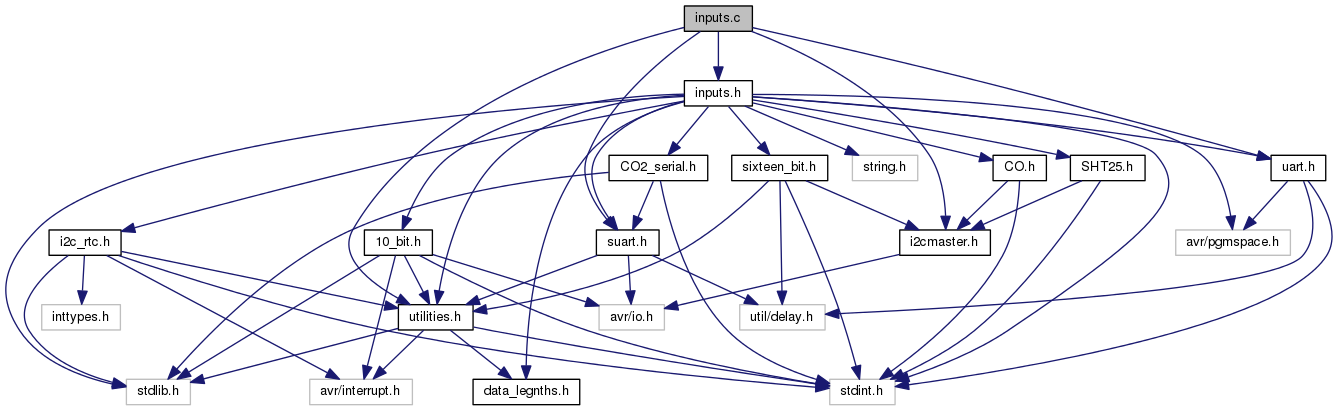 inputs.c
inputs.h
CO2_serial.h
sixteen_bit.h
string.h
CO.h
SHT25.h
uart.h
i2c_rtc.h
10_bit.h
suart.h
i2cmaster.h
avr/pgmspace.h
inttypes.h
utilities.h
avr/io.h
util/delay.h
stdlib.h
avr/interrupt.h
data_legnths.h
stdint.h